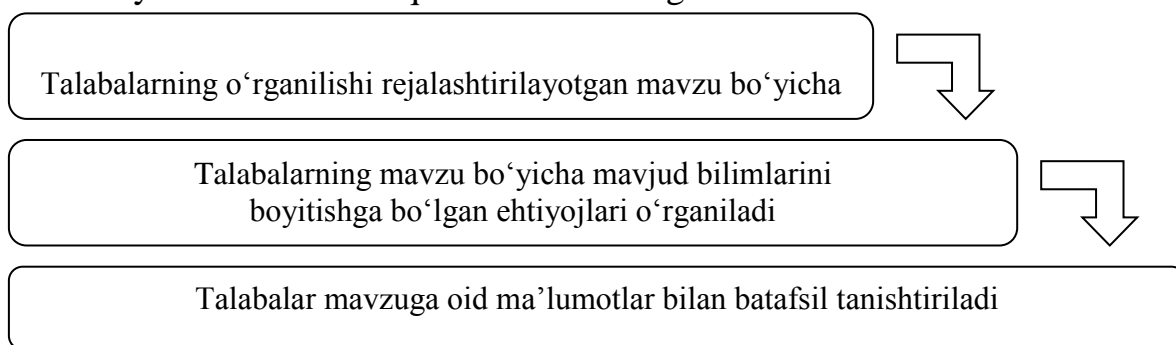 Talabalarning o‘rganilishi rejalashtirilayotgan mavzu bo‘yicha
Talabalarning mavzu bo‘yicha mavjud bilimlarini
boyitishga bo‘lgan ehtiyojlari o‘rganiladi
Talabalar mavzuga oid ma’lumotlar bilan batafsil tanishtiriladi